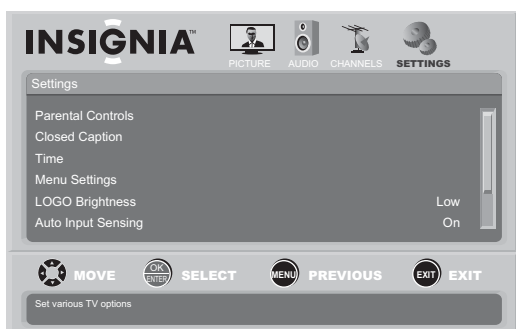 INSIGNIA™
PICTURE AUDIO CHANNELS SETTINGS
Settings
Parental Controls
Closed Caption
Time
Menu Settings
LOGO Brightness Low
Auto Input Sensing On
MOVE OK ENTER SELECT MENU PREVIOUS EXIT EXIT
Set various TV options